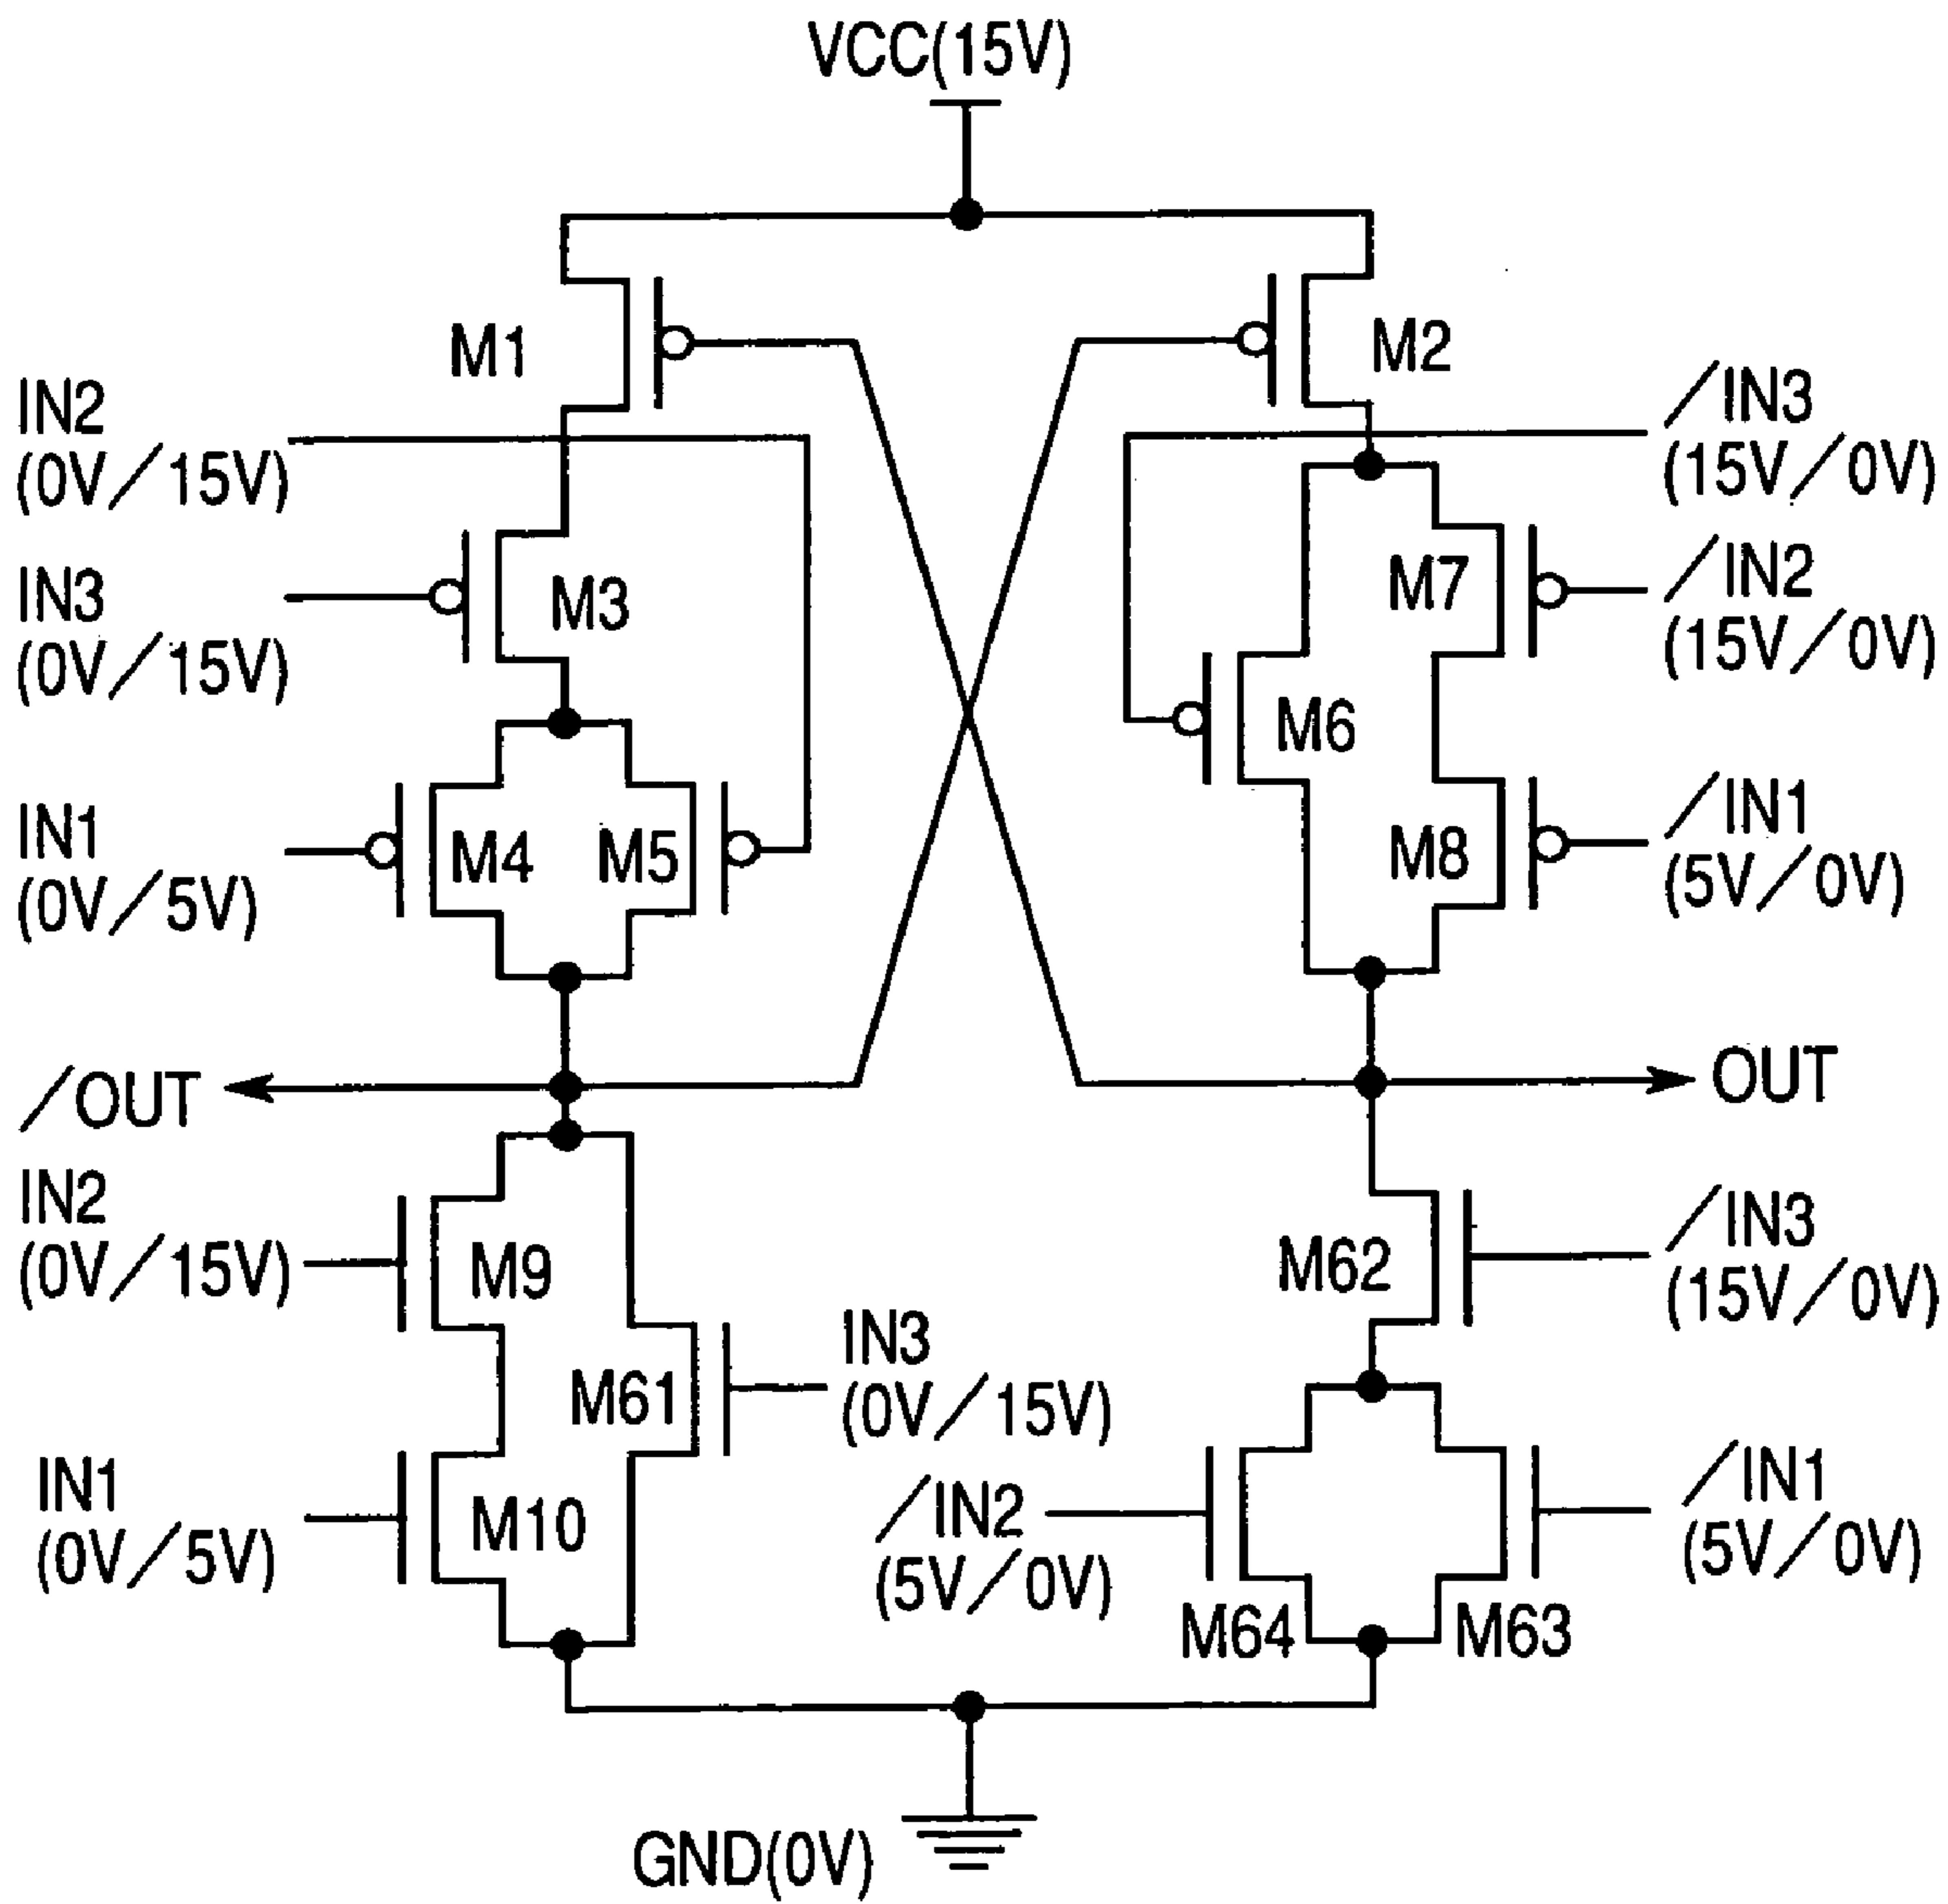 VCC(15V)
M1
M2
IN2
(0V/15V)
/IN3
(15V/0V)
IN3
(0V/15V)
M3
M7
/IN2
(15V/0V)
M6
IN1
(0V/5V)
M4
M5
M8
/IN1
(5V/0V)
/OUT
OUT
IN2
(0V/15V)
M9
M62
/IN3
(15V/0V)
M61
IN3
(0V/15V)
IN1
(0V/5V)
M10
/IN2
(5V/0V)
/IN1
(5V/0V)
M64
M63
GND(0V)